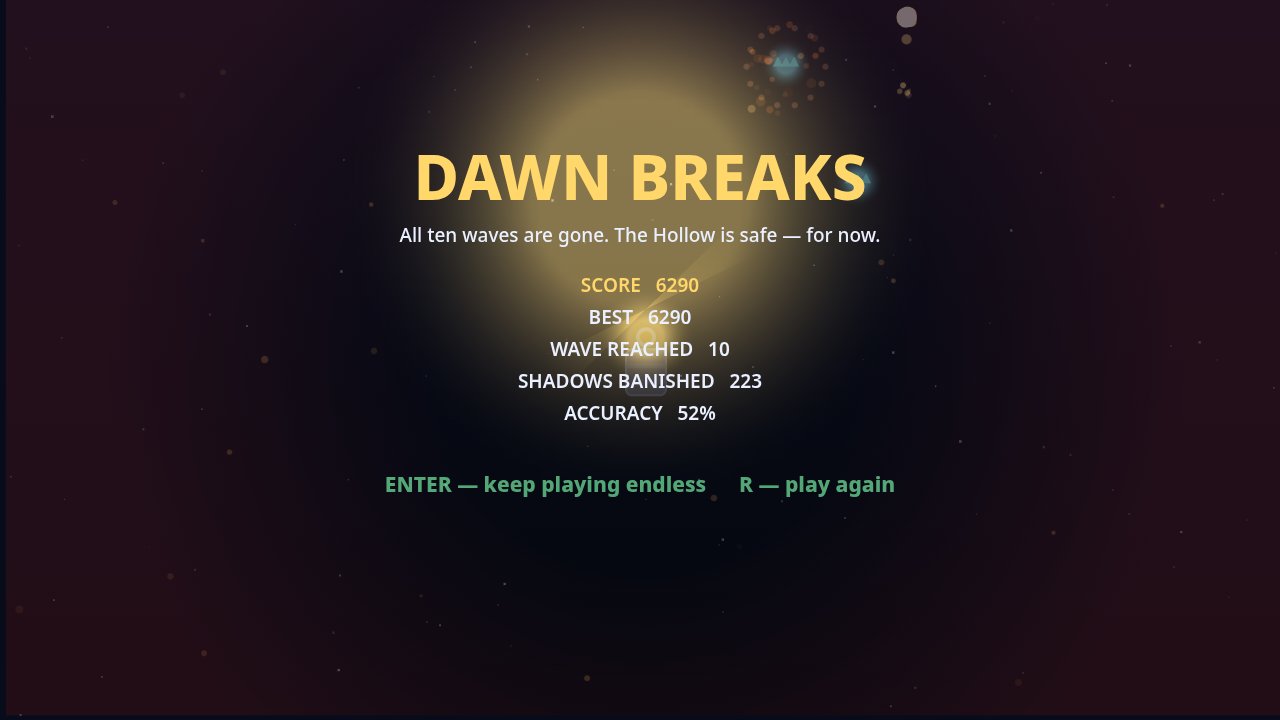 DAWN BREAKS
All ten waves are gone. The Hollow is safe — for now.
SCORE 6290
BEST 6290
WAVE REACHED 10
SHADOWS BANISHED 223
ACCURACY 52%
ENTER — keep playing endless R — play again